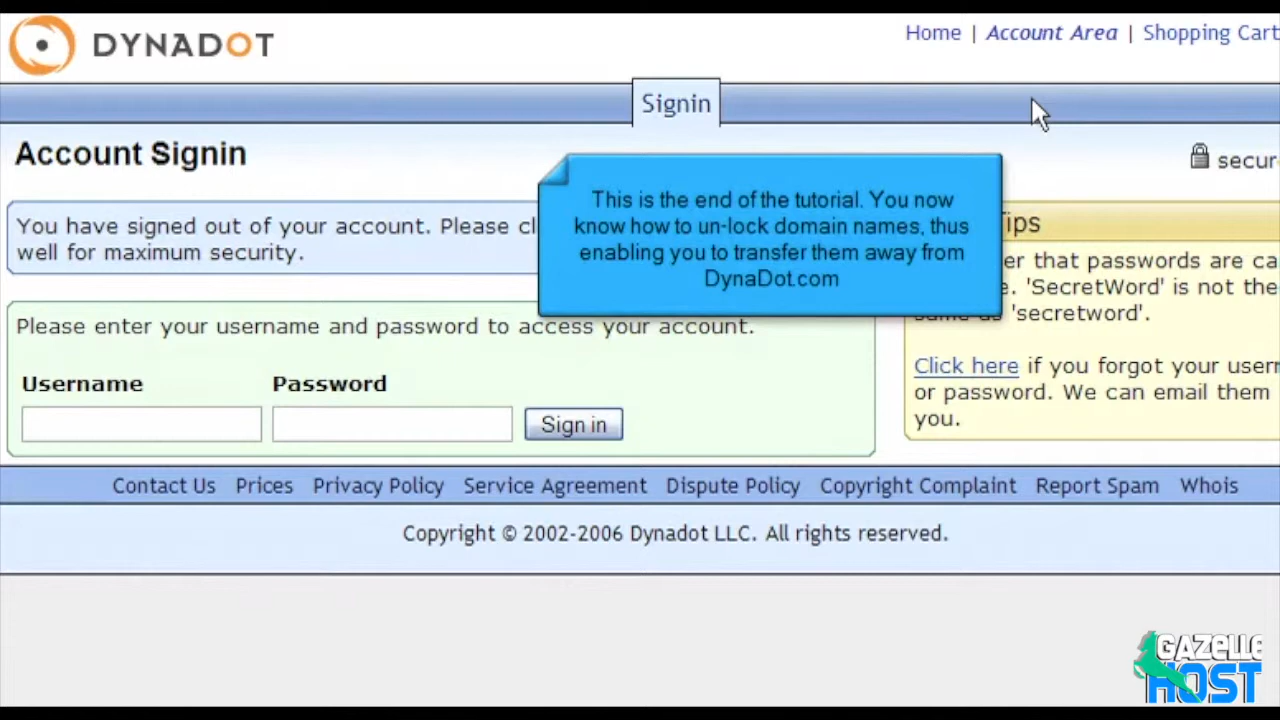 DYNADOT
Home | Account Area | Shopping Cart
Signin
Account Signin
secur
You have signed out of your account. Please cl
well for maximum security.
This is the end of the tutorial. You now
know how to un-lock domain names, thus
enabling you to transfer them away from
DynaDot.com
ips
er that passwords are ca
e. 'SecretWord' is not the
same as 'secretword'.
Click here if you forgot your usern
or password. We can email them
you.
Please enter your username and password to access your account.
Username Password
Sign in
Contact Us Prices Privacy Policy Service Agreement Dispute Policy Copyright Complaint Report Spam Whois
Copyright © 2002-2006 Dynadot LLC. All rights reserved.
GAZELLE
HOST